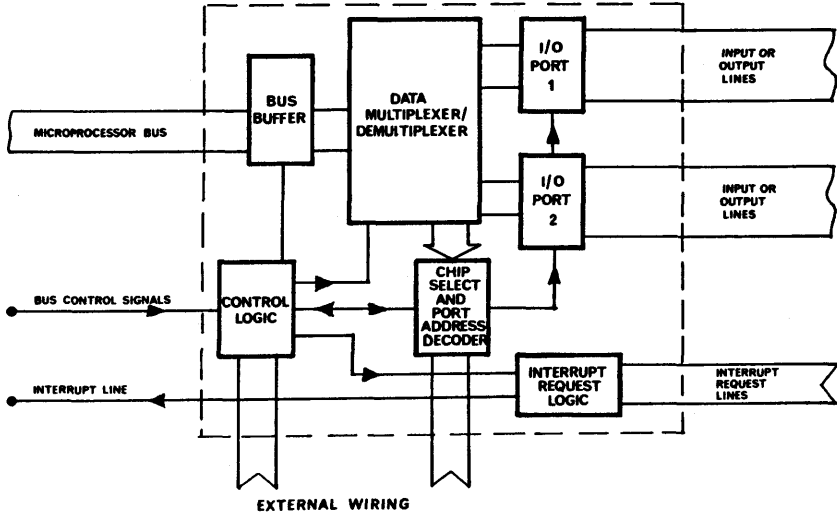 I/O
PORT
1
INPUT OR
OUTPUT
LINES
BUS
BUFFER
DATA
MULTIPLEXER/
DEMULTIPLEXER
MICROPROCESSOR BUS
I/O
PORT
2
INPUT OR
OUTPUT
LINES
BUS CONTROL SIGNALS
CONTROL
LOGIC
CHIP
SELECT
AND
PORT
ADDRESS
DECODER
INTERRUPT LINE
INTERRUPT
REQUEST
LOGIC
INTERRUPT
REQUEST
LINES
EXTERNAL WIRING